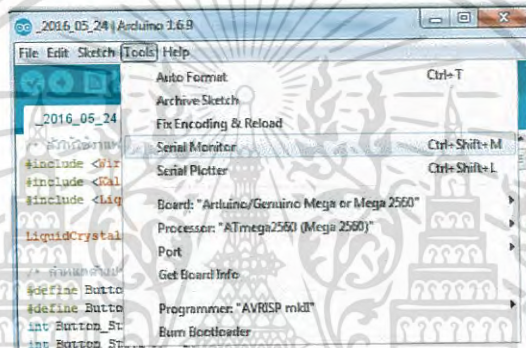 _2016_05_24 | Arduino 1.6.9
File Edit Sketch Tools Help
Auto Format Ctrl+T
Archive Sketch
_2016_05_24
Fix Encoding & Reload
Serial Monitor Ctrl+Shift+M
#include <Wir
Serial Plotter Ctrl+Shift+L
#include <Kal
#include <Liq
Board: "Arduino/Genuino Mega or Mega 2560"
Processor: "ATmega2560 (Mega 2560)"
LiquidCrystal
Port
Get Board Info
#define Butto
#define Butto
Programmer: "AVRISP mkII"
int Button_St
Burn Bootloader
int Button_St